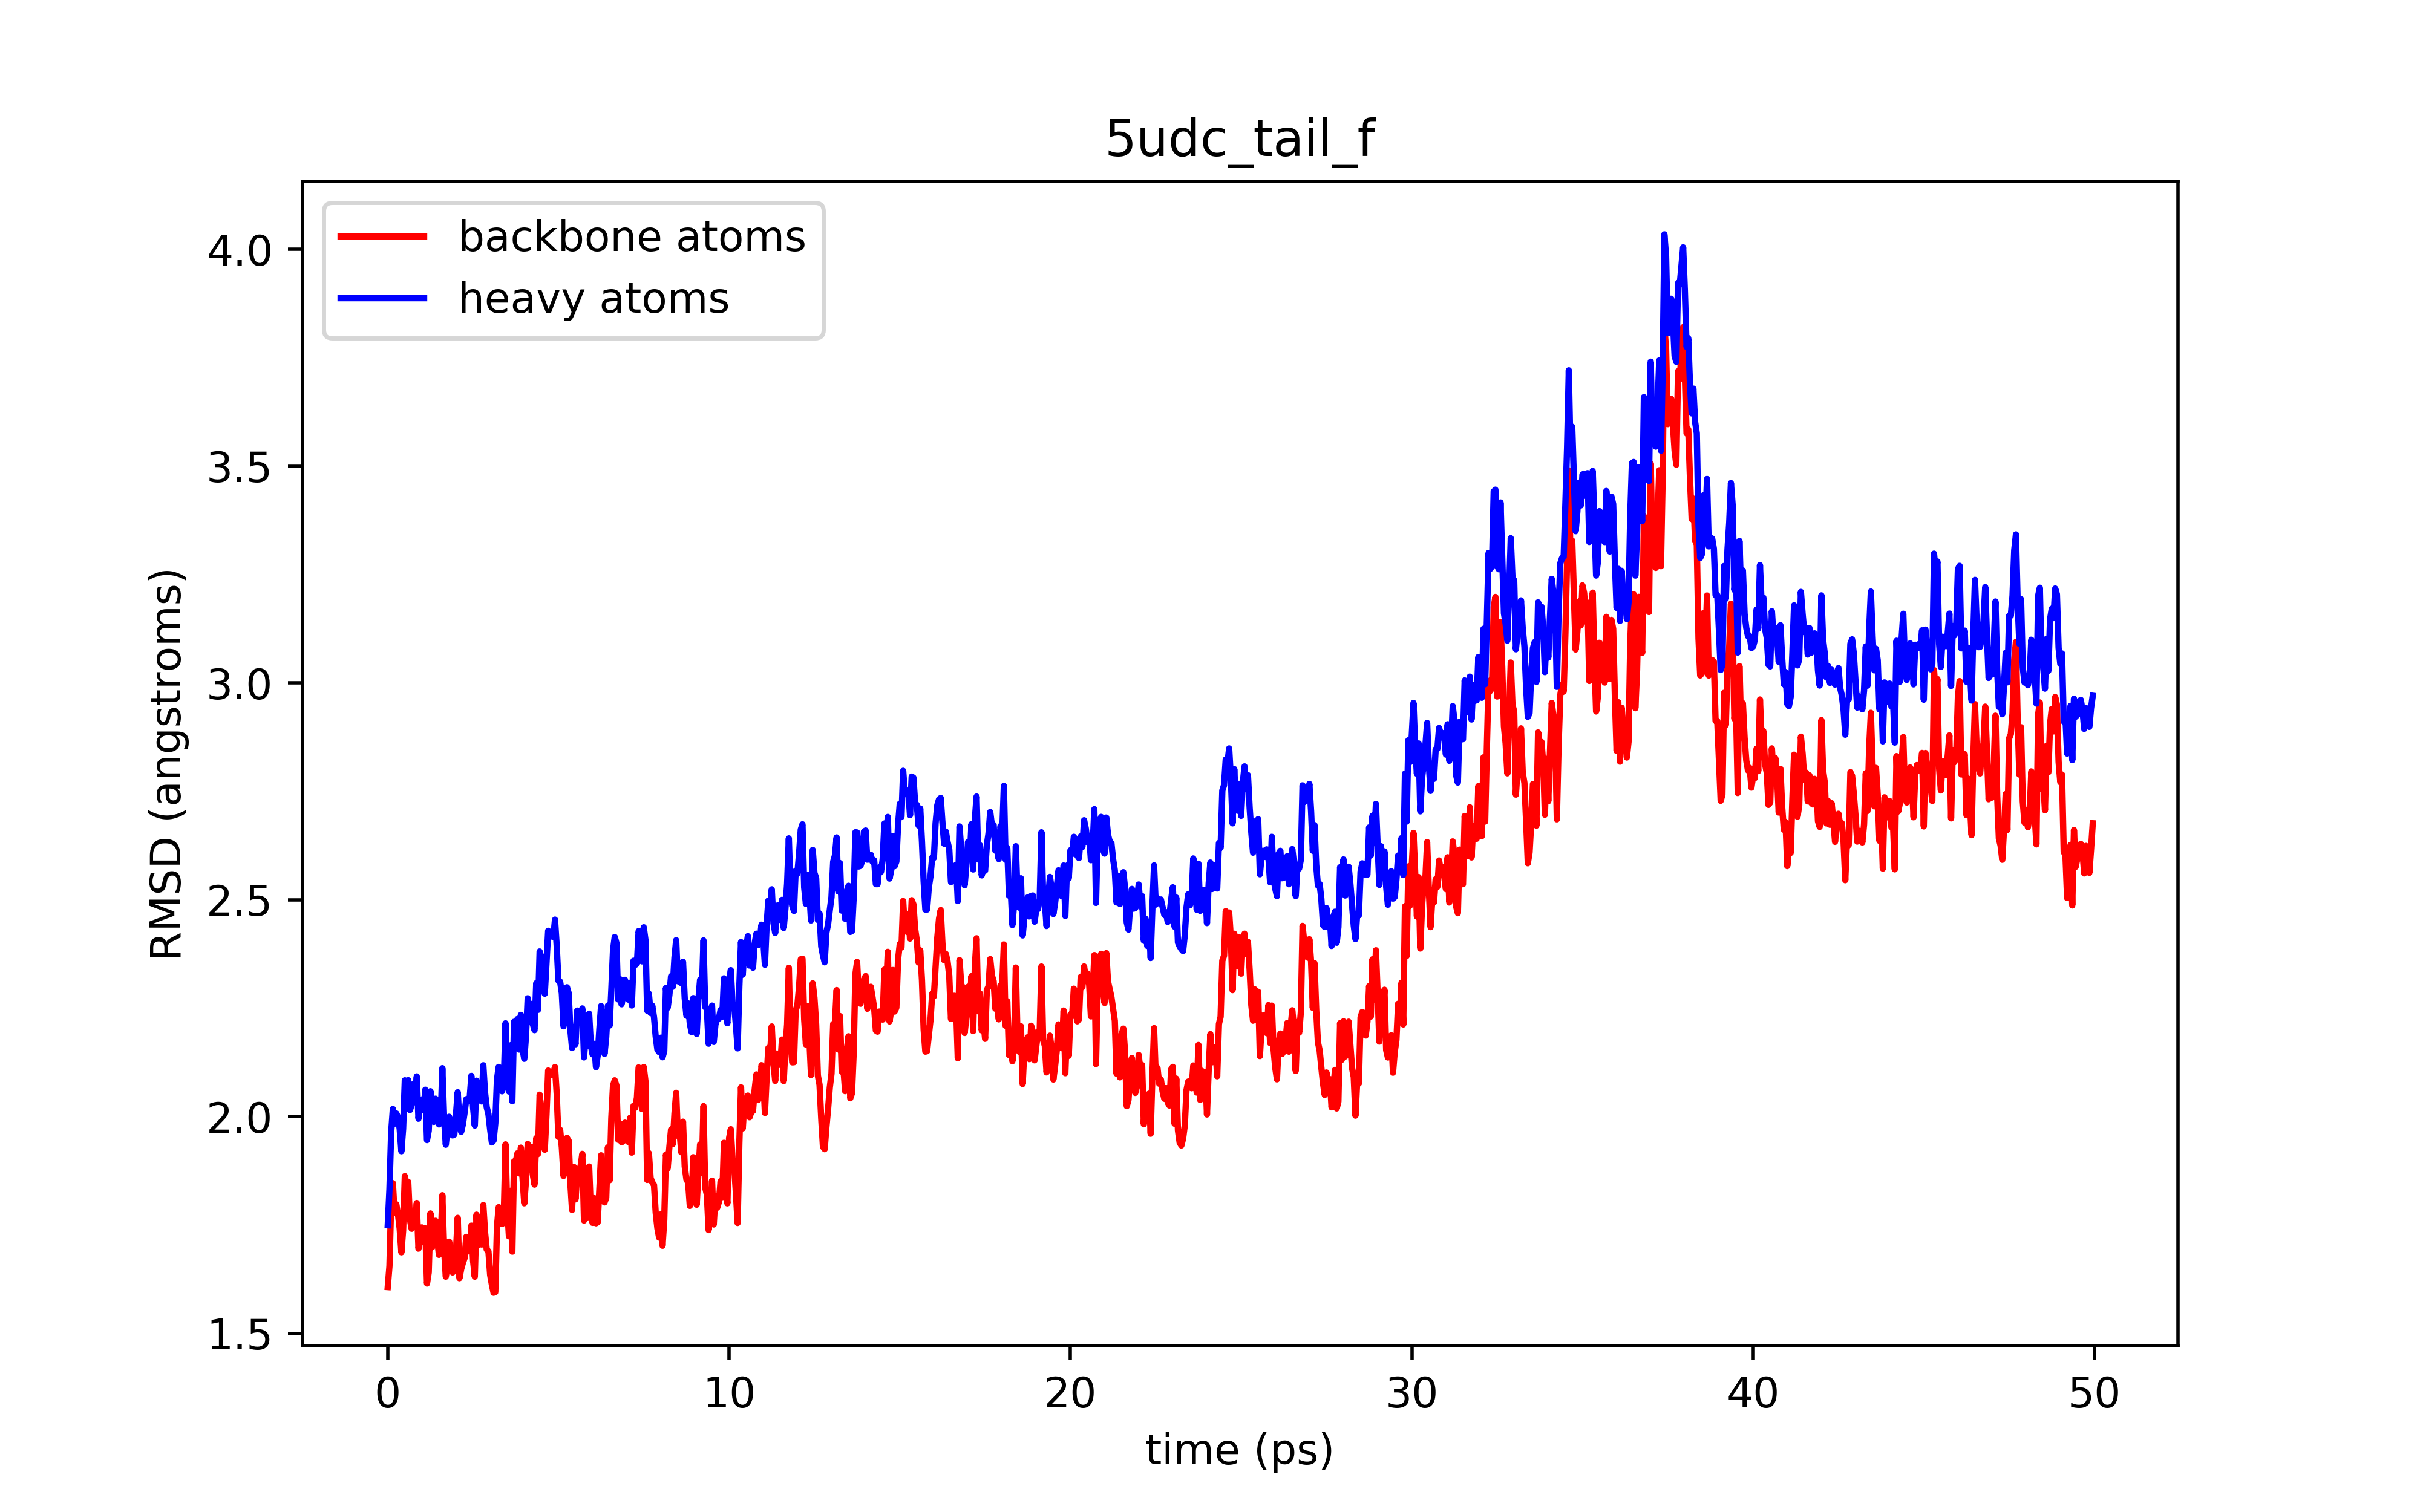 5udc_tail_f
backbone atoms
heavy atoms
RMSD (angstroms)
4.0
3.5
3.0
2.5
2.0
1.5
0 10 20 30 40 50
time (ps)